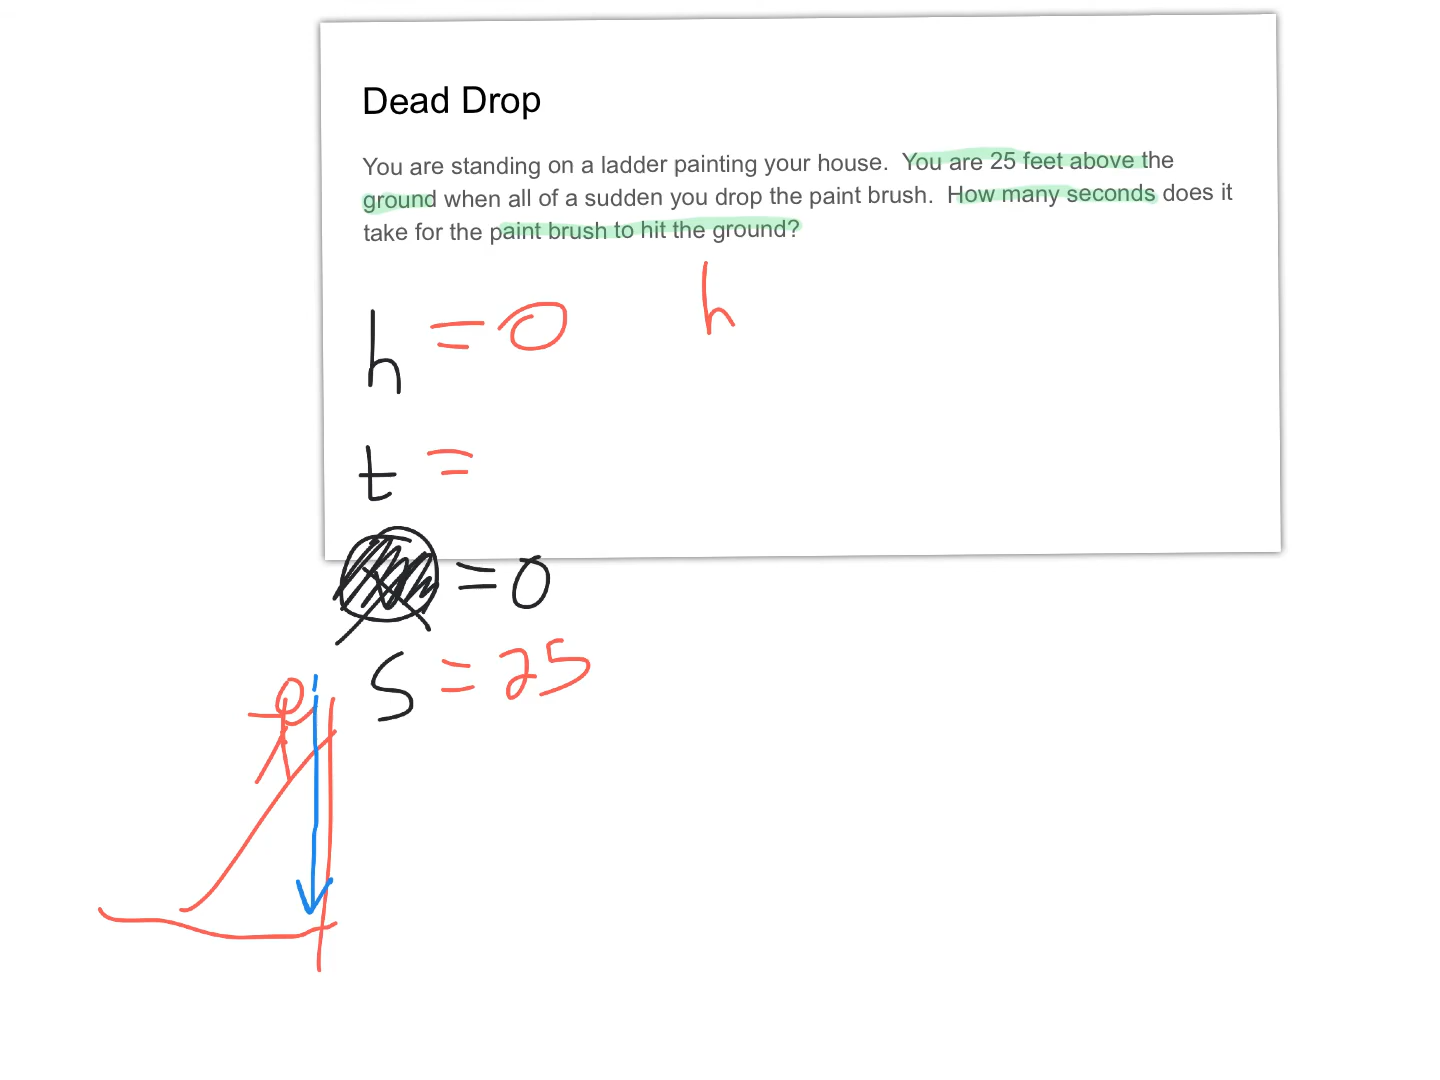 Dead Drop
You are standing on a ladder painting your house. You are 25 feet above the
ground when all of a sudden you drop the paint brush. How many seconds does it
take for the paint brush to hit the ground?
h = 0 h
t =
= 0
S = 25